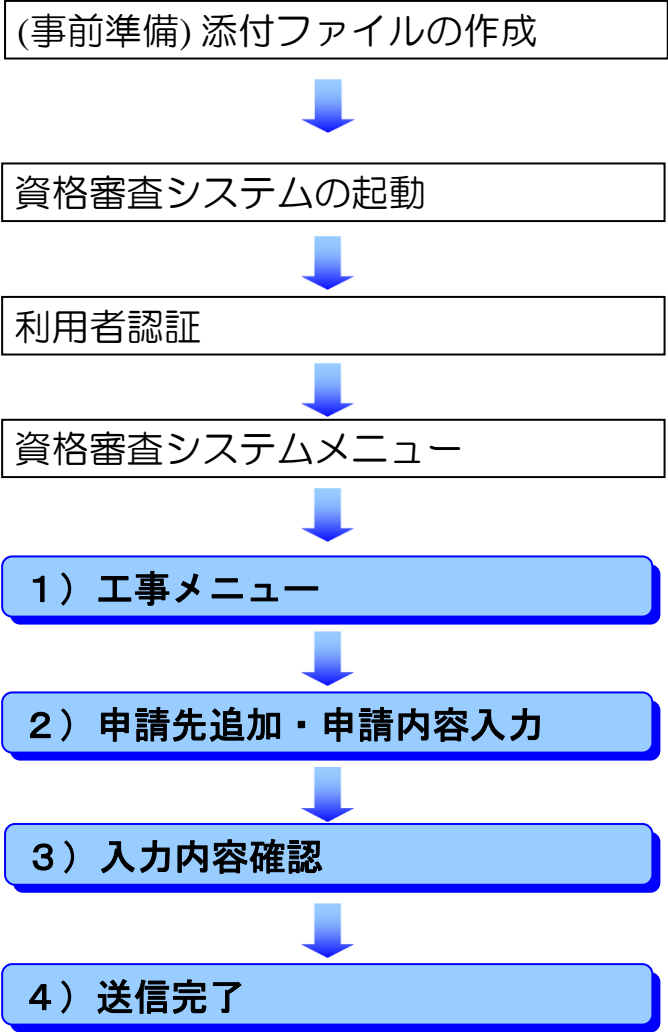 (事前準備) 添付ファイルの作成
資格審査システムの起動
利用者認証
資格審査システムメニュー
１）工事メニュー
２）申請先追加・申請内容入力
３）入力内容確認
４）送信完了